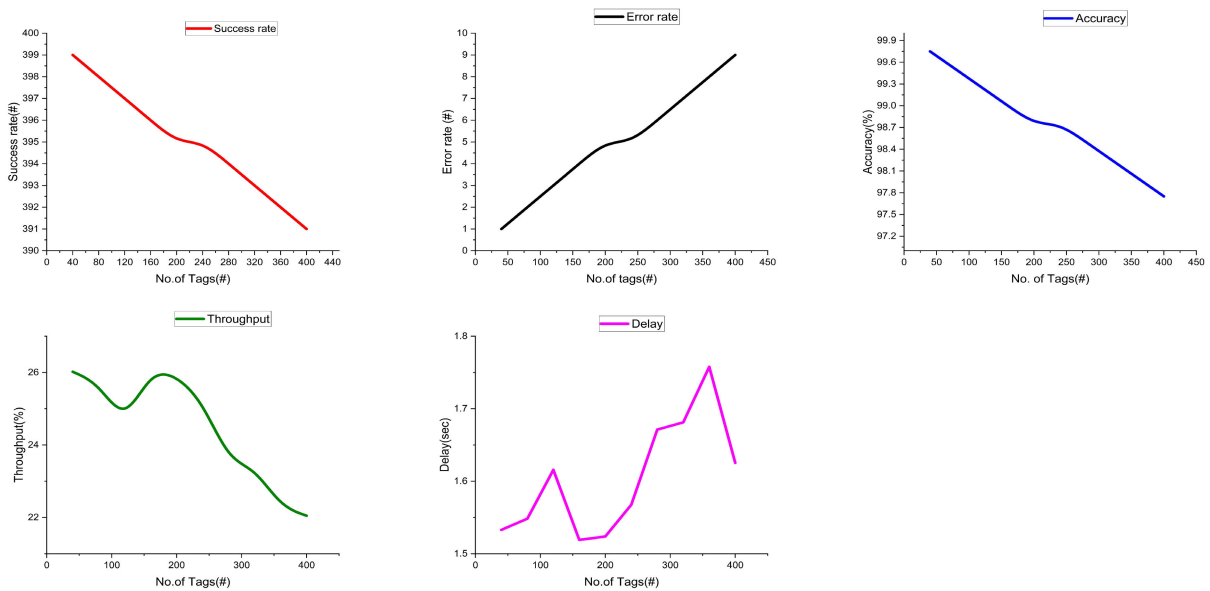 Success rate
400
399
398
397
396
395
394
393
392
391
390
Success rate(#)
0 40 80 120 160 200 240 280 320 360 400 440
No.of Tags(#)
Error rate
10
9
8
7
6
5
4
3
2
1
0
Error rate (#)
0 50 100 150 200 250 300 350 400 450
No.of tags(#)
Accuracy
99.9
99.6
99.3
99.0
98.7
98.4
98.1
97.8
97.5
97.2
Accuracy(%)
0 50 100 150 200 250 300 350 400 450
No. of Tags(#)
Throughput
26
24
22
Throughput(%)
0 100 200 300 400
No.of Tags(#)
Delay
1.8
1.7
1.6
1.5
Delay(sec)
0 100 200 300 400
No.of Tags(#)